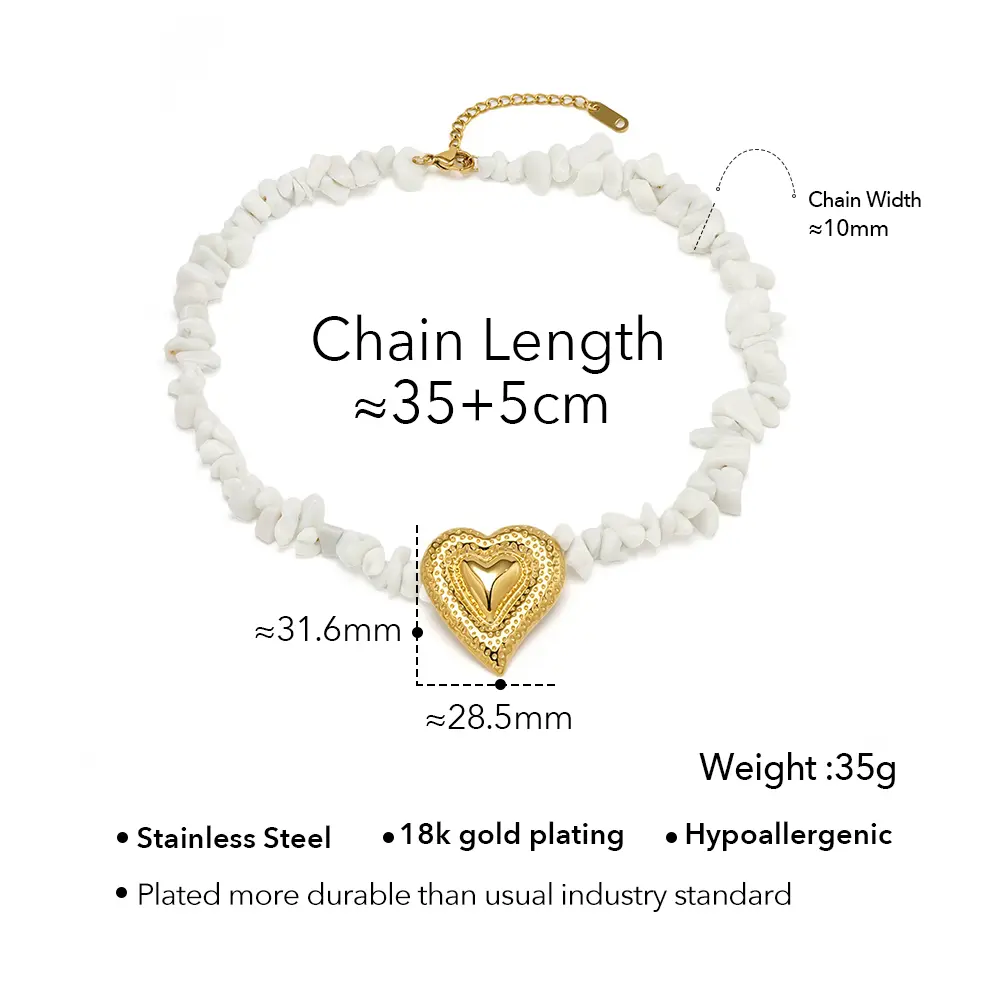 Chain Width
≈10mm
Chain Length
≈35+5cm
≈31.6mm
≈28.5mm
Weight :35g
• Stainless Steel
• 18k gold plating
• Hypoallergenic
• Plated more durable than usual industry standard